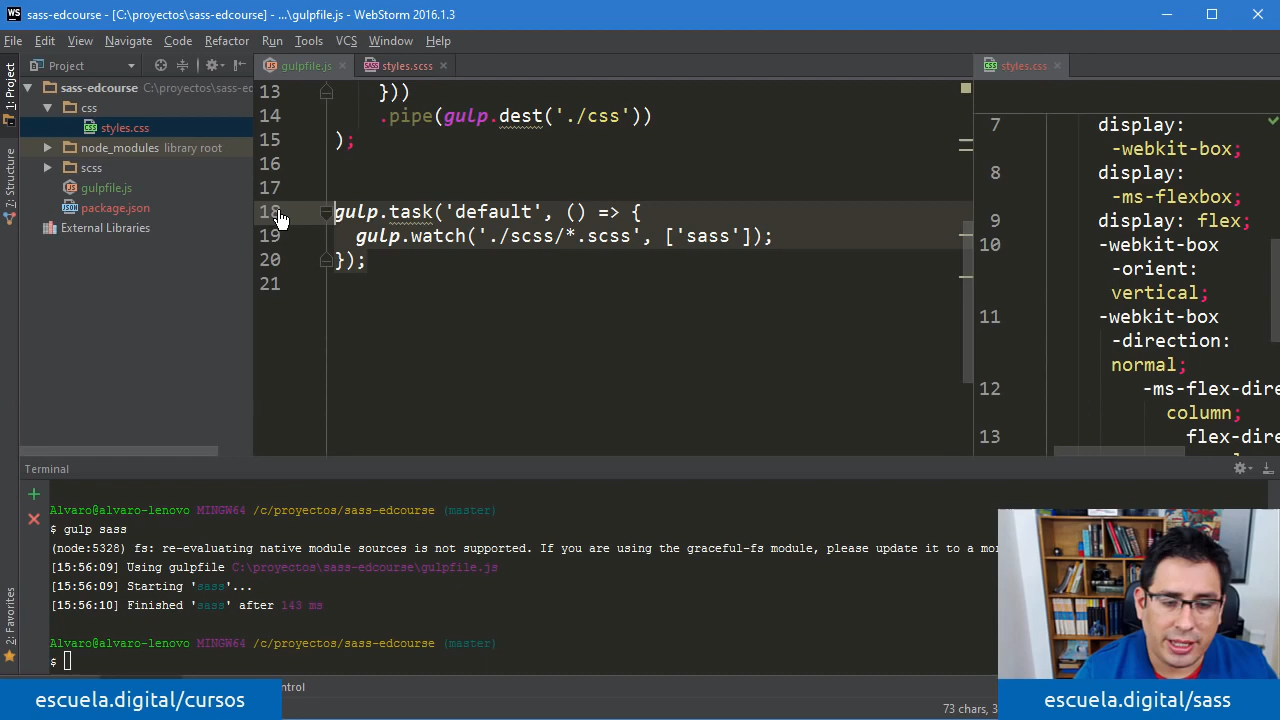 WS sass-edcourse - [C:\proyectos\sass-edcourse] - ...\gulpfile.js - WebStorm 2016.1.3
File Edit View Navigate Code Refactor Run Tools VCS Window Help
Project gulpfile.js styles.scss styles.css
1: Project
2: Structure
2: Favorites
sass-edcourse C:\proyectos\sass-ed
css
styles.css
node_modules library root
scss
gulpfile.js
package.json
External Libraries
13 }))
14 .pipe(gulp.dest('./css'))
15 );
16
17
18 gulp.task('default', () => {
19 gulp.watch('./scss/*.scss', ['sass']);
20 });
21
7 display:
-webkit-box;
8 display:
-ms-flexbox;
9 display: flex;
10 -webkit-box
-orient:
vertical;
11 -webkit-box
-direction:
normal;
12 -ms-flex-dire
column;
13 flex-dire
Terminal
Alvaro@alvaro-lenovo MINGW64 /c/proyectos/sass-edcourse (master)
$ gulp sass
(node:5328) fs: re-evaluating native module sources is not supported. If you are using the graceful-fs module, please update it to a mor
[15:56:09] Using gulpfile C:\proyectos\sass-edcourse\gulpfile.js
[15:56:09] Starting 'sass'...
[15:56:10] Finished 'sass' after 143 ms
Alvaro@alvaro-lenovo MINGW64 /c/proyectos/sass-edcourse (master)
$
ntrol
73 chars, 3
escuela.digital/cursos
escuela.digital/sass